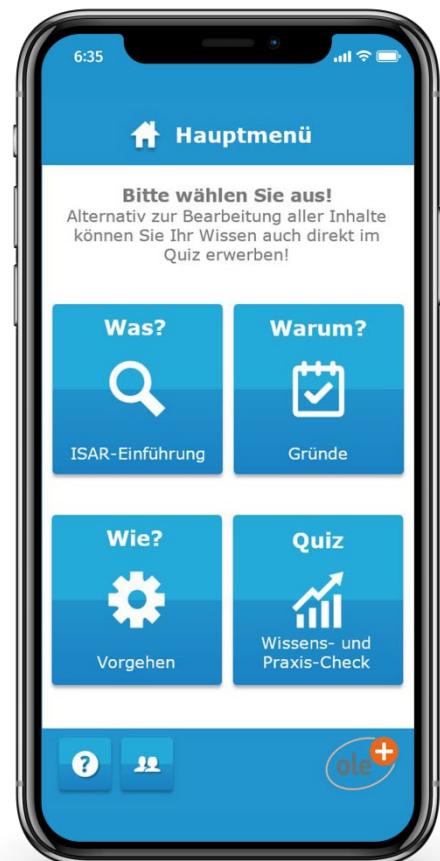 6:35
Hauptmenü
Bitte wählen Sie aus!
Alternativ zur Bearbeitung aller Inhalte
können Sie Ihr Wissen auch direkt im
Quiz erwerben!
Was?
ISAR-Einführung
Warum?
Gründe
Wie?
Vorgehen
Quiz
Wissens- und
Praxis-Check
?
ole+